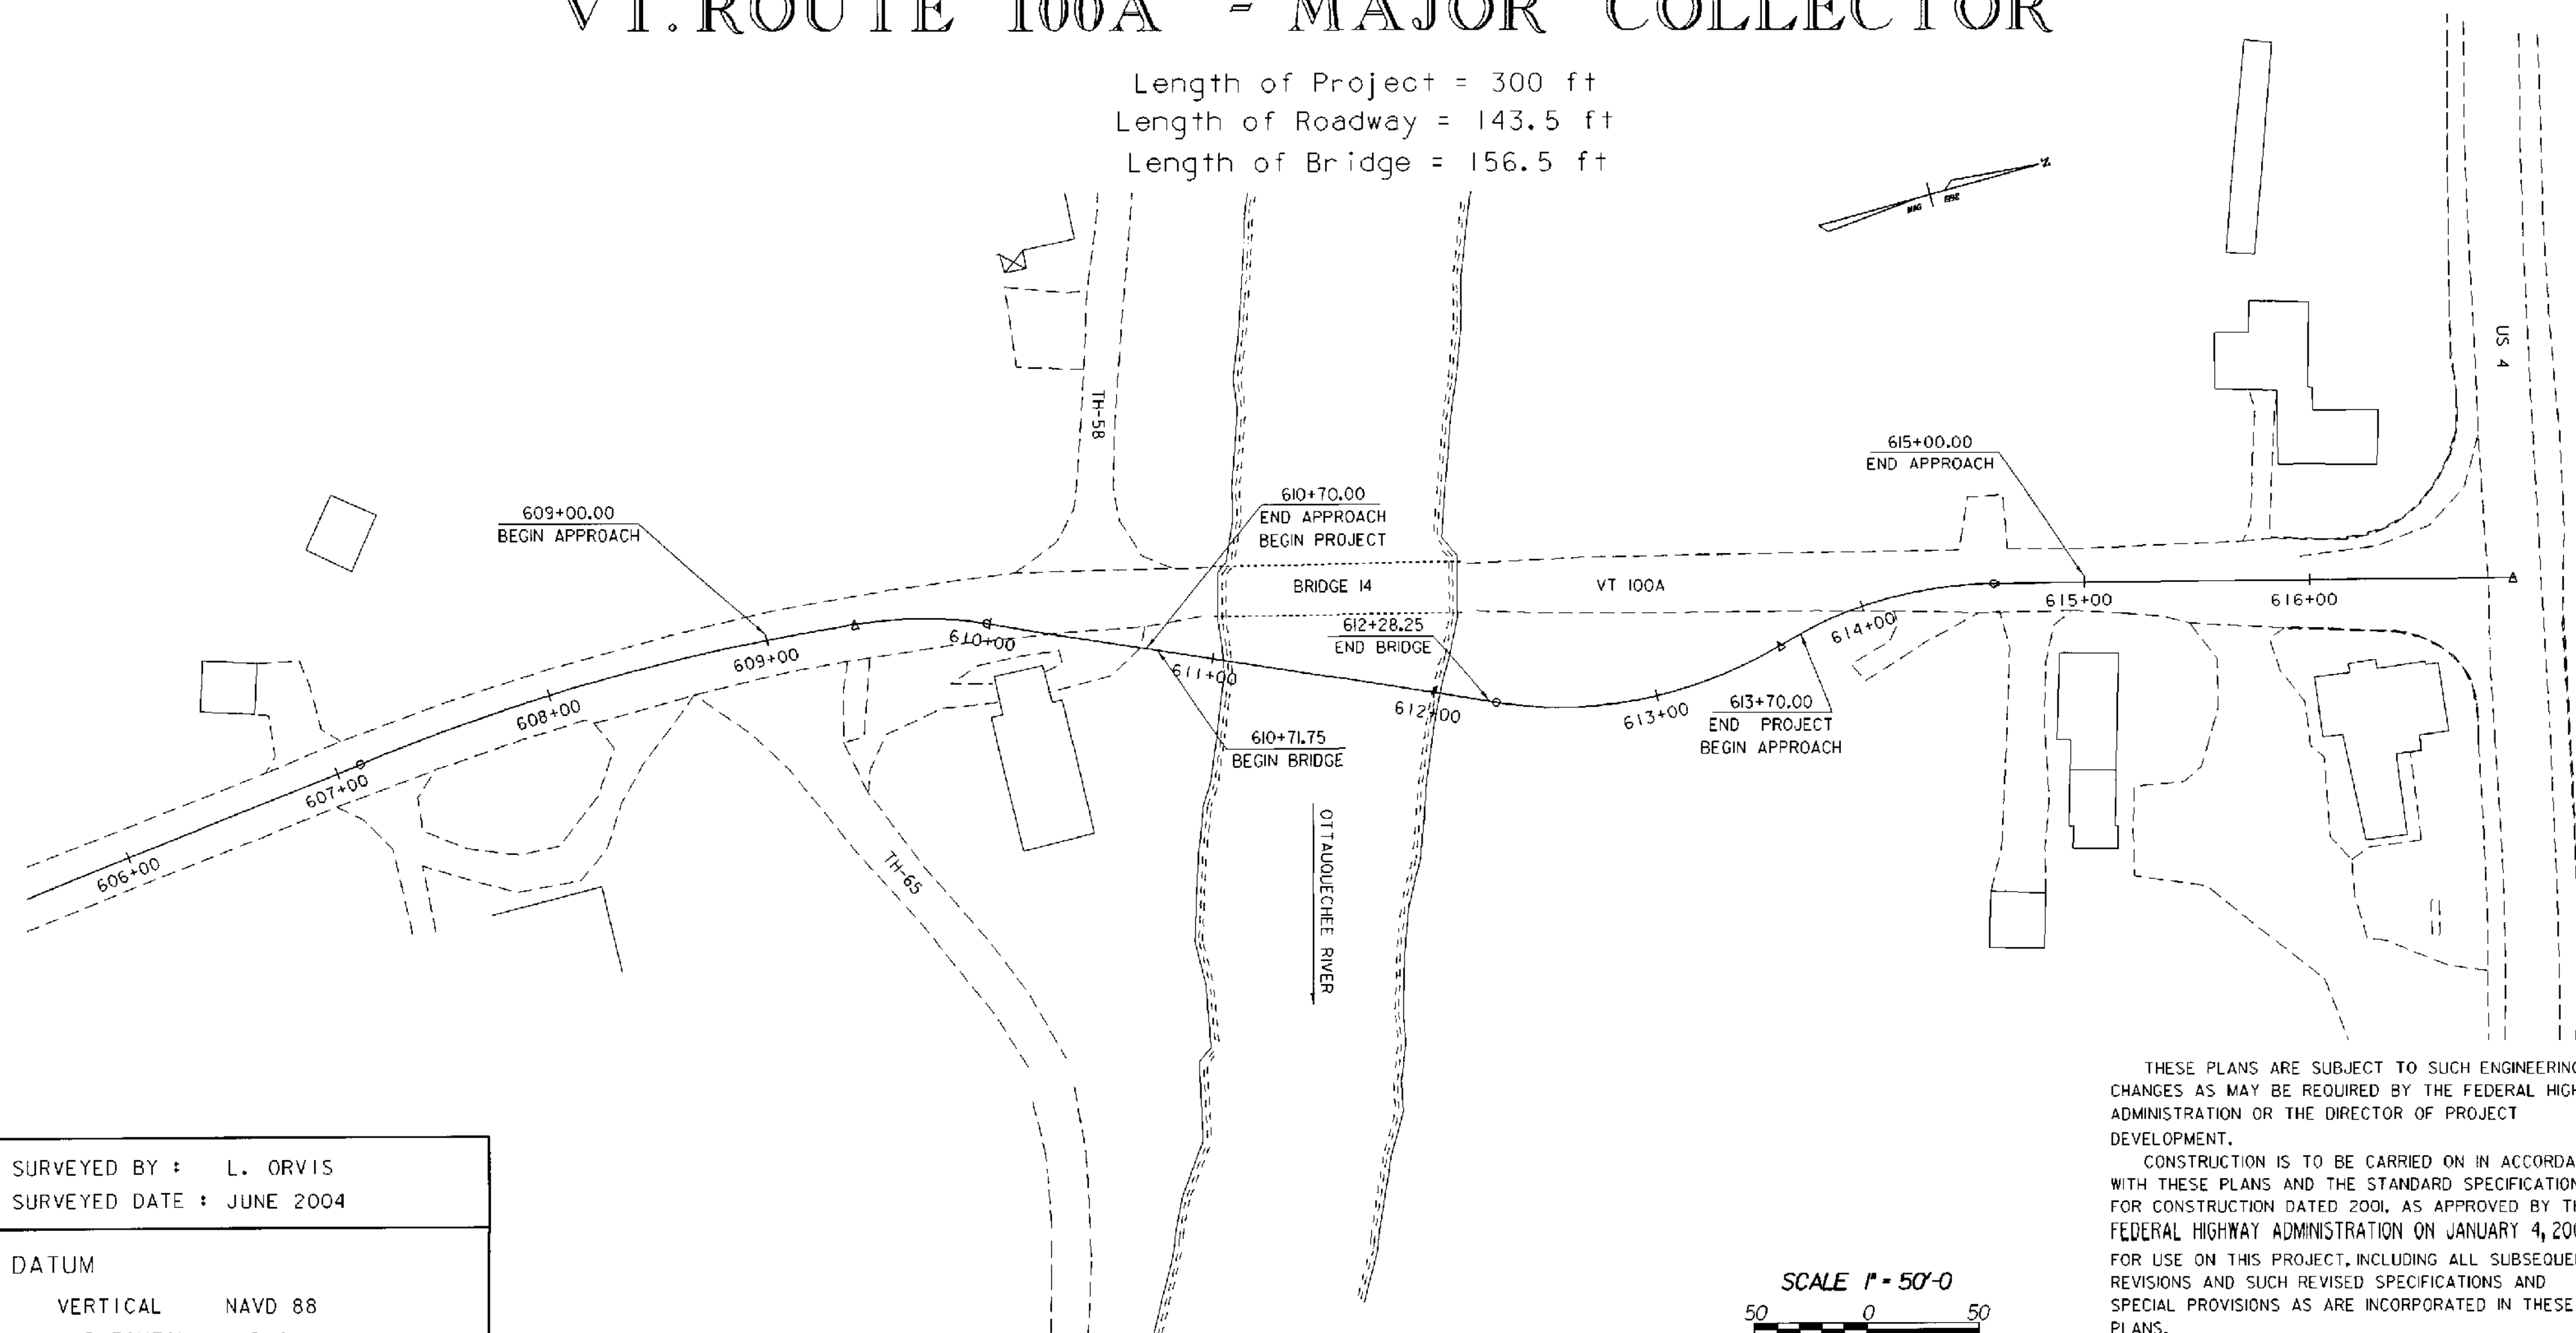 VT. ROUTE 100A - MAJOR COLLECTOR
Length of Project = 300 ft
Length of Roadway = 143.5 ft
Length of Bridge = 156.5 ft
MAG 1992
N
US 4
TH-58
615+00.00
END APPROACH
609+00.00
BEGIN APPROACH
610+70.00
END APPROACH
BEGIN PROJECT
BRIDGE 14
VT 100A
612+28.25
END BRIDGE
606+00
607+00
608+00
609+00
610+00
611+00
612+00
613+00
614+00
615+00
616+00
613+70.00
END PROJECT
BEGIN APPROACH
610+71.75
BEGIN BRIDGE
OTTAUQUECHEE RIVER
TH-65
SURVEYED BY : L. ORVIS
SURVEYED DATE : JUNE 2004
DATUM
VERTICAL NAVD 88
SCALE 1" = 50'-0
50 0 50
THESE PLANS ARE SUBJECT TO SUCH ENGINEERING
CHANGES AS MAY BE REQUIRED BY THE FEDERAL HIGH
ADMINISTRATION OR THE DIRECTOR OF PROJECT
DEVELOPMENT.
CONSTRUCTION IS TO BE CARRIED ON IN ACCORDA
WITH THESE PLANS AND THE STANDARD SPECIFICATION
FOR CONSTRUCTION DATED 2001, AS APPROVED BY TH
FEDERAL HIGHWAY ADMINISTRATION ON JANUARY 4, 200
FOR USE ON THIS PROJECT, INCLUDING ALL SUBSEQUE
REVISIONS AND SUCH REVISED SPECIFICATIONS AND
SPECIAL PROVISIONS AS ARE INCORPORATED IN THESE
PLANS.